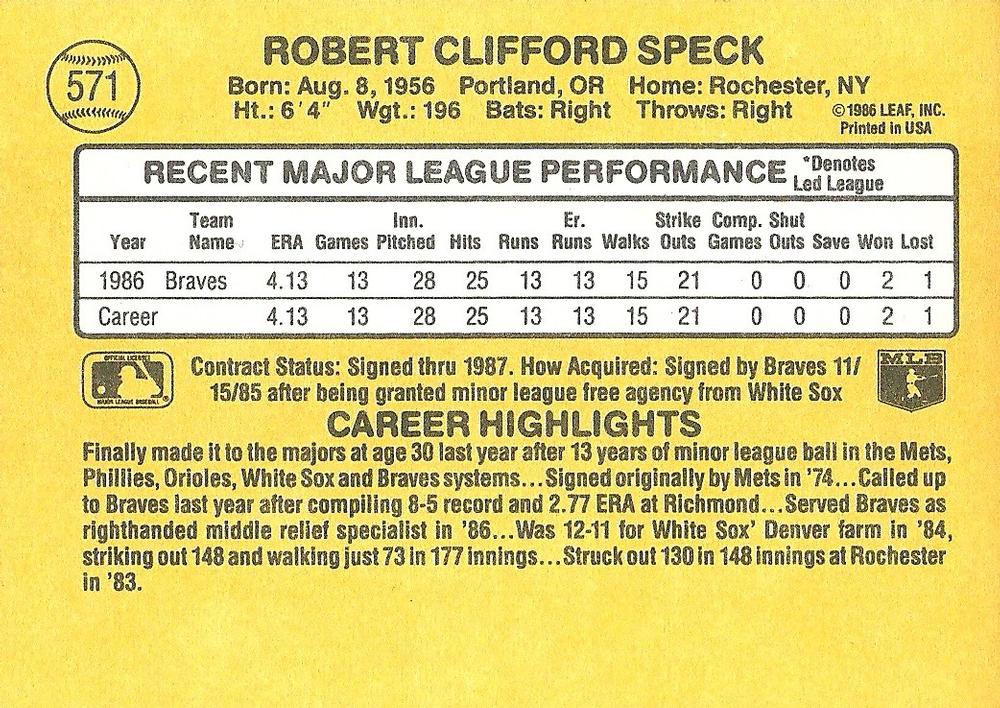 571
ROBERT CLIFFORD SPECK
Born: Aug. 8, 1956 Portland, OR Home: Rochester, NY
Ht.: 6'4" Wgt.: 196 Bats: Right Throws: Right
©1986 LEAF, INC.
Printed in USA
RECENT MAJOR LEAGUE PERFORMANCE *Denotes Led League
Year Team Name ERA Games Inn. Pitched Hits Runs Er. Runs Walks Strike Outs Comp. Games Shut Outs Save Won Lost
1986 Braves 4.13 13 28 25 13 13 15 21 0 0 0 2 1
Career 4.13 13 28 25 13 13 15 21 0 0 0 2 1
OFFICIAL LICENSEE
MAJOR LEAGUE BASEBALL
Contract Status: Signed thru 1987. How Acquired: Signed by Braves 11/
15/85 after being granted minor league free agency from White Sox
MLB
CAREER HIGHLIGHTS
Finally made it to the majors at age 30 last year after 13 years of minor league ball in the Mets,
Phillies, Orioles, White Sox and Braves systems...Signed originally by Mets in '74...Called up
to Braves last year after compiling 8-5 record and 2.77 ERA at Richmond...Served Braves as
righthanded middle relief specialist in '86...Was 12-11 for White Sox' Denver farm in '84,
striking out 148 and walking just 73 in 177 innings...Struck out 130 in 148 innings at Rochester
in '83.